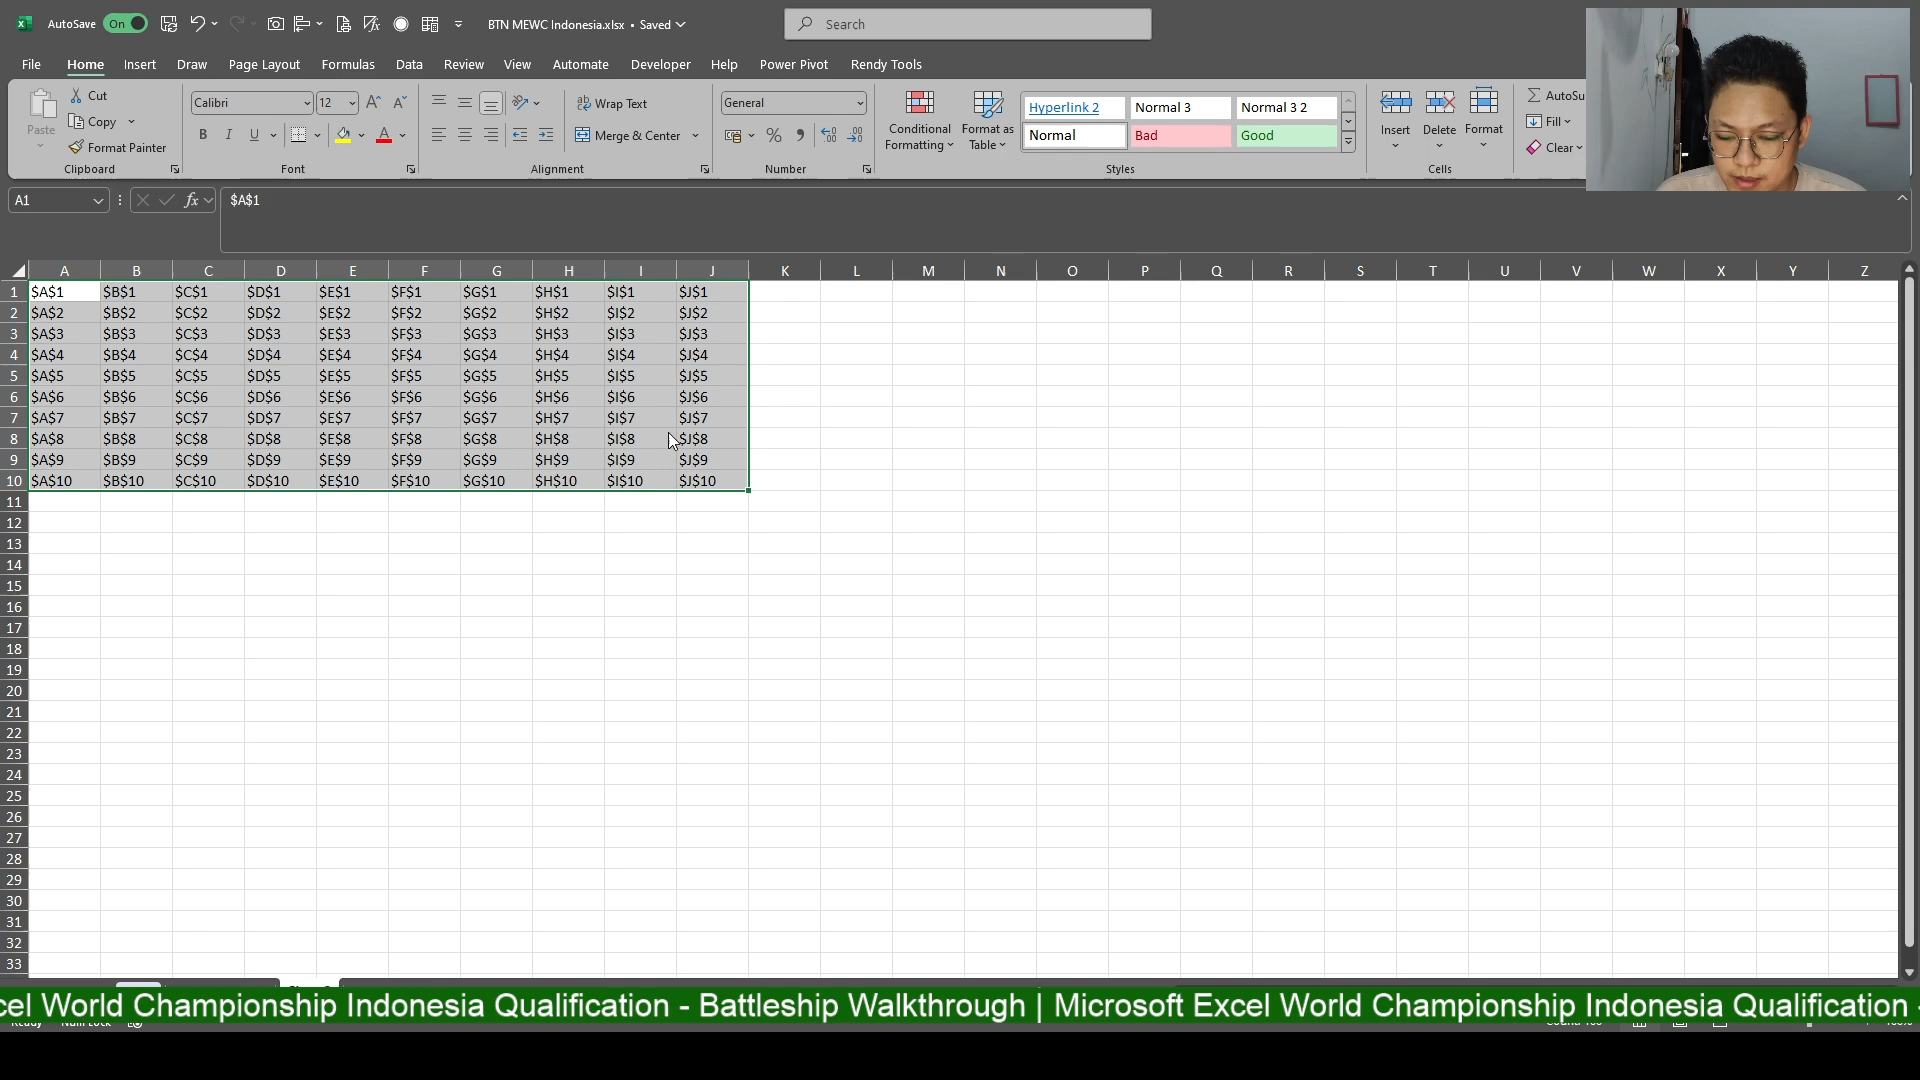 AutoSave On BTN MEWC Indonesia.xlsx • Saved Search
File Home Insert Draw Page Layout Formulas Data Review View Automate Developer Help Power Pivot Rendy Tools
Paste Cut Copy Format Painter Clipboard
Calibri 12 B I U A Font
Wrap Text Merge & Center Alignment
General % Number
Conditional Formatting Format as Table
Hyperlink 2 Normal 3 Normal 3 2
Normal Bad Good
Styles
Insert Delete Format Cells
AutoSu
Fill
Clear
A1 fx $A$1
A B C D E F G H I J K L M N O P Q R S T U V W X Y Z
1 $A$1 $B$1 $C$1 $D$1 $E$1 $F$1 $G$1 $H$1 $I$1 $J$1
2 $A$2 $B$2 $C$2 $D$2 $E$2 $F$2 $G$2 $H$2 $I$2 $J$2
3 $A$3 $B$3 $C$3 $D$3 $E$3 $F$3 $G$3 $H$3 $I$3 $J$3
4 $A$4 $B$4 $C$4 $D$4 $E$4 $F$4 $G$4 $H$4 $I$4 $J$4
5 $A$5 $B$5 $C$5 $D$5 $E$5 $F$5 $G$5 $H$5 $I$5 $J$5
6 $A$6 $B$6 $C$6 $D$6 $E$6 $F$6 $G$6 $H$6 $I$6 $J$6
7 $A$7 $B$7 $C$7 $D$7 $E$7 $F$7 $G$7 $H$7 $I$7 $J$7
8 $A$8 $B$8 $C$8 $D$8 $E$8 $F$8 $G$8 $H$8 $I$8 $J$8
9 $A$9 $B$9 $C$9 $D$9 $E$9 $F$9 $G$9 $H$9 $I$9 $J$9
10 $A$10 $B$10 $C$10 $D$10 $E$10 $F$10 $G$10 $H$10 $I$10 $J$10
11
12
13
14
15
16
17
18
19
20
21
22
23
24
25
26
27
28
29
30
31
32
33
cel World Championship Indonesia Qualification - Battleship Walkthrough | Microsoft Excel World Championship Indonesia Qualification -